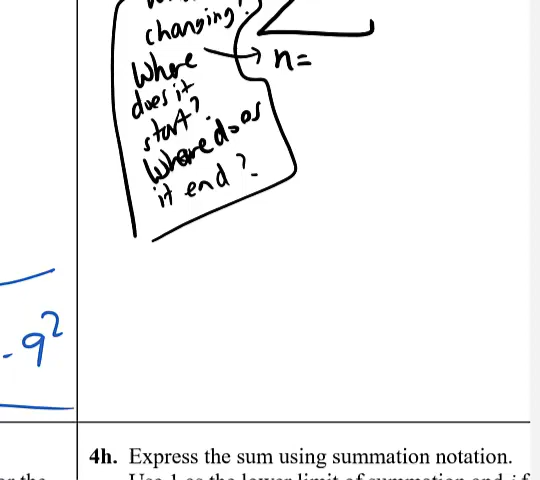 changing?
Where
n=
does it
start?
Where does
it end?
- 9²
4h. Express the sum using summation notation.